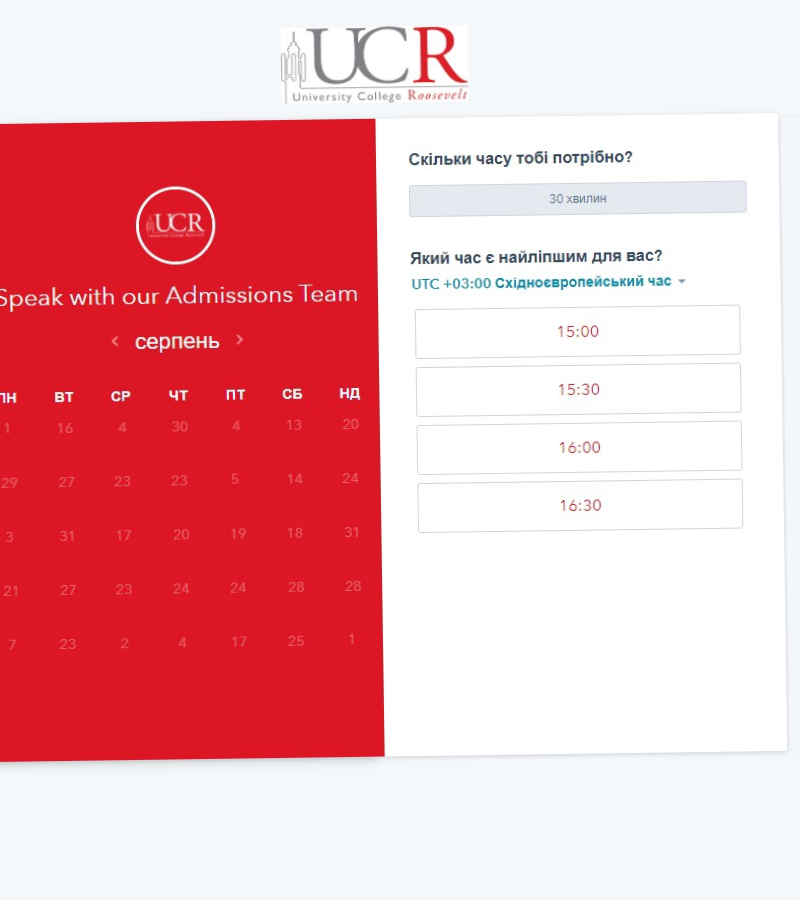 UCR
University College Roosevelt
UCR
Speak with our Admissions Team
серпень
ПН ВТ СР ЧТ ПТ СБ НД
1 16 4 30 4 13 20
29 27 23 23 5 14 24
3 31 17 20 19 18 31
21 27 23 24 24 28 28
7 23 2 4 17 25 1
Скільки часу тобі потрібно?
30 хвилин
Який час є найліпшим для вас?
UTC +03:00 Східноєвропейський час
15:00
15:30
16:00
16:30